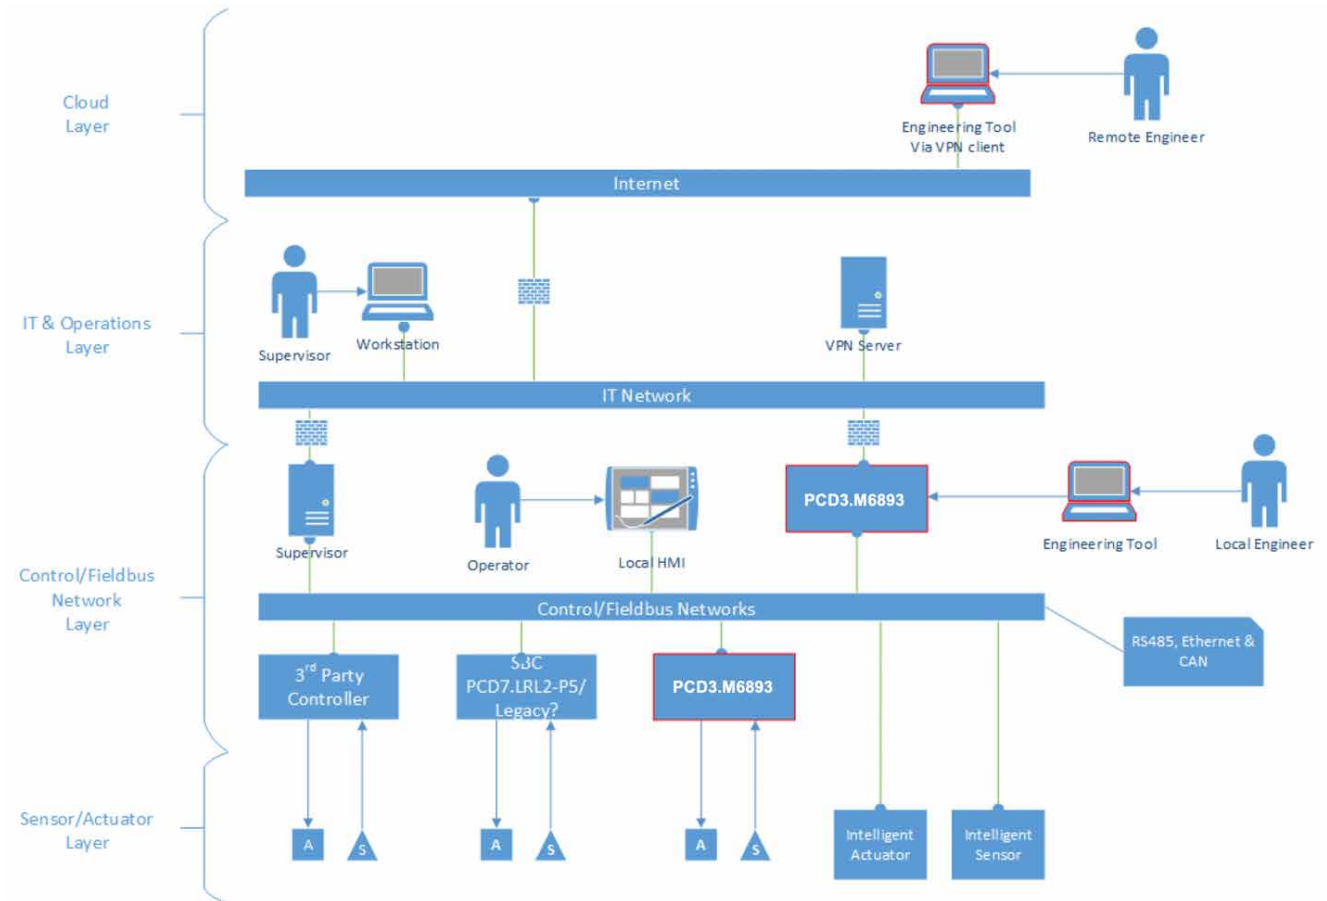 Cloud
Layer
Engineering Tool
Via VPN client
Remote Engineer
Internet
IT & Operations
Layer
Supervisor
Workstation
VPN Server
IT Network
Control/Fieldbus
Network
Layer
Supervisor
Operator
Local HMI
PCD3.M6893
Engineering Tool
Local Engineer
Control/Fieldbus Networks
RS485, Ethernet &
CAN
3rd Party
Controller
SBC
PCD7.LRL2-P5/
Legacy?
PCD3.M6893
Sensor/Actuator
Layer
A
S
A
S
A
S
Intelligent
Actuator
Intelligent
Sensor